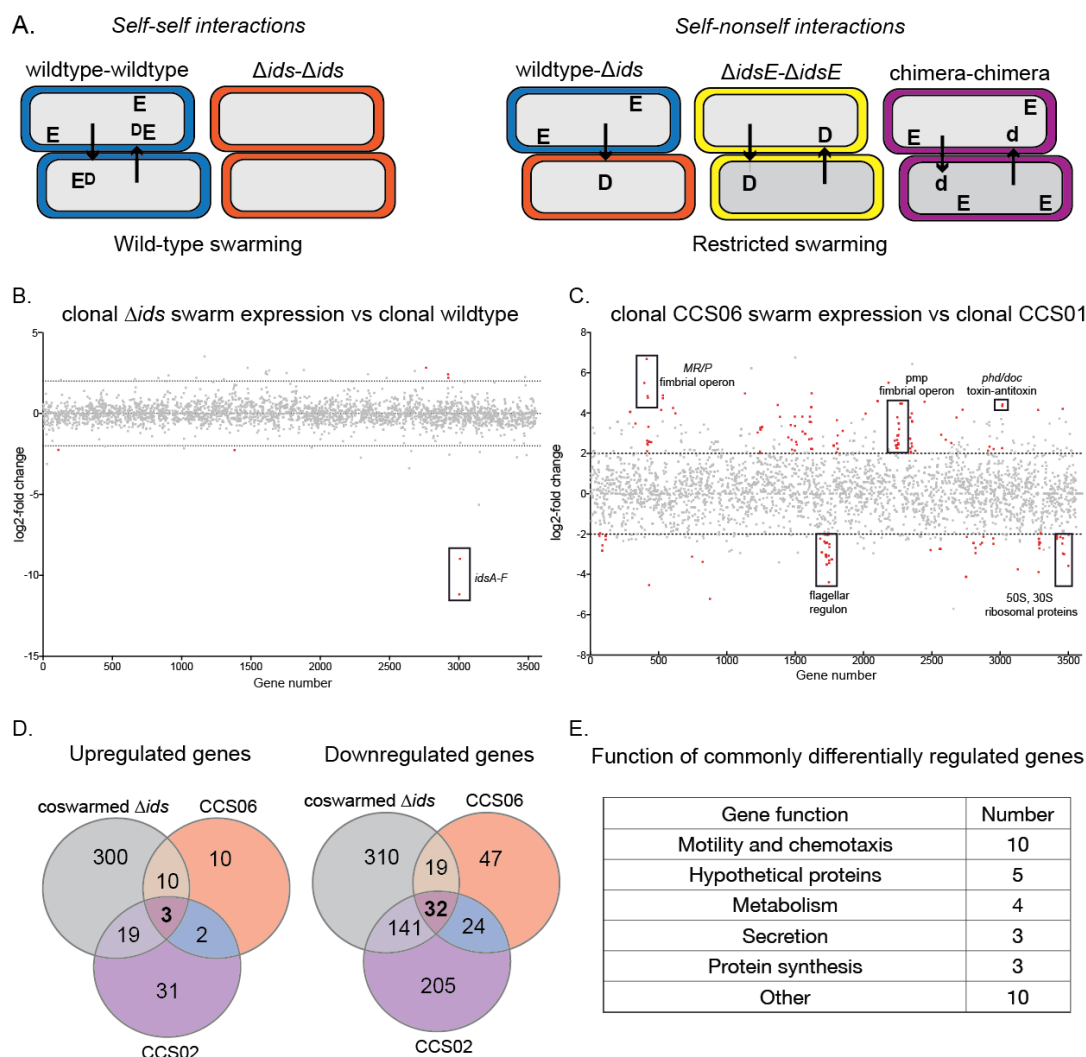 A.
Self-self interactions
Self-nonself interactions
wildtype-wildtype
Δids-Δids
wildtype-Δids
ΔidsE-ΔidsE
chimera-chimera
E
E
DE
ED
E
E
D
D
D
E
E
d
d
E
E
Wild-type swarming
Restricted swarming
B.
clonal Δids swarm expression vs clonal wildtype
5
0
-5
-10
-15
log2-fold change
idsA-F
0
500
1000
1500
2000
2500
3000
3500
Gene number
C.
clonal CCS06 swarm expression vs clonal CCS01
8
6
4
2
0
-2
-4
-6
-8
log2-fold change
MR/P
fimbrial operon
pmp
fimbrial operon
phd/doc
toxin-antitoxin
flagellar
regulon
50S, 30S
ribosomal proteins
0
500
1000
1500
2000
2500
3000
3500
Gene number
D.
Upregulated genes
coswarmed Δids
CCS06
300
10
10
3
19
2
31
CCS02
Downregulated genes
coswarmed Δids
CCS06
310
19
47
32
141
24
205
CCS02
E.
Function of commonly differentially regulated genes
Gene function Number
Motility and chemotaxis 10
Hypothetical proteins 5
Metabolism 4
Secretion 3
Protein synthesis 3
Other 10